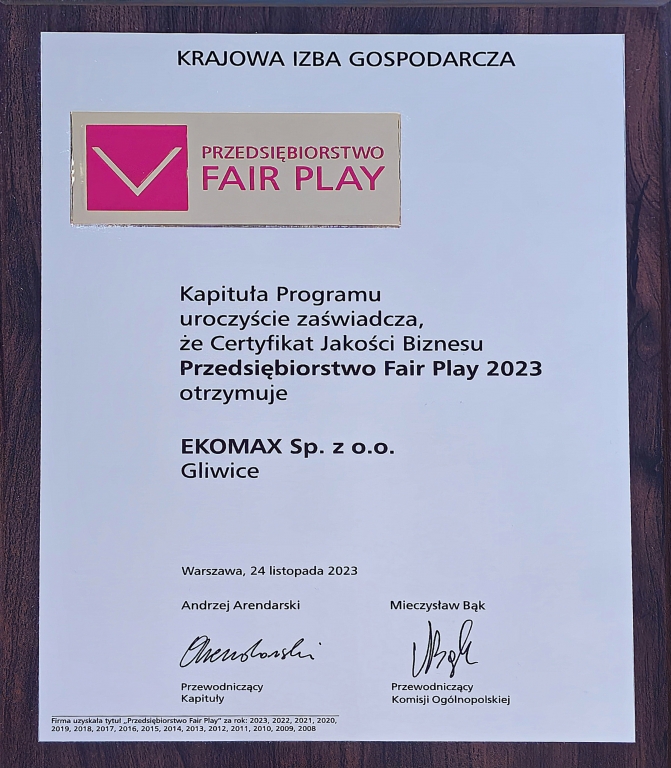 KRAJOWA IZBA GOSPODARCZA
PRZEDSIĘBIORSTWO
FAIR PLAY
Kapituła Programu
uroczyście zaświadcza,
że Certyfikat Jakości Biznesu
Przedsiębiorstwo Fair Play 2023
otrzymuje
EKOMAX Sp. z o.o.
Gliwice
Warszawa, 24 listopada 2023
Andrzej Arendarski Mieczysław Bąk
Przewodniczący Przewodniczący
Kapituły Komisji Ogólnopolskiej
Firma uzyskała tytuł „Przedsiębiorstwo Fair Play” za rok: 2023, 2022, 2021, 2020,
2019, 2018, 2017, 2016, 2015, 2014, 2013, 2012, 2011, 2010, 2009, 2008